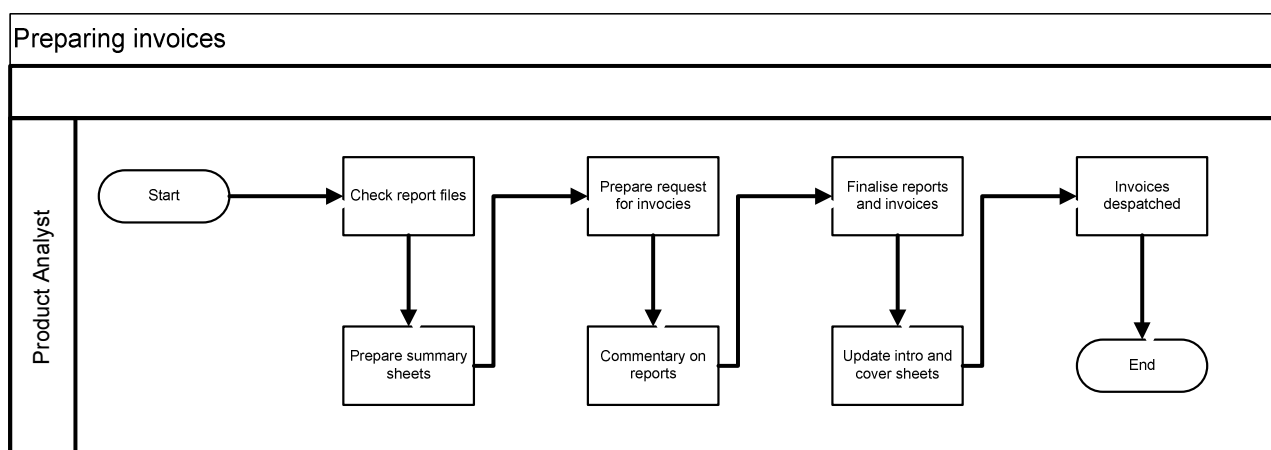 Preparing invoices
Product Analyst
Start
Check report files
Prepare summary
sheets
Prepare request
for invocies
Commentary on
reports
Finalise reports
and invoices
Update intro and
cover sheets
Invoices
despatched
End